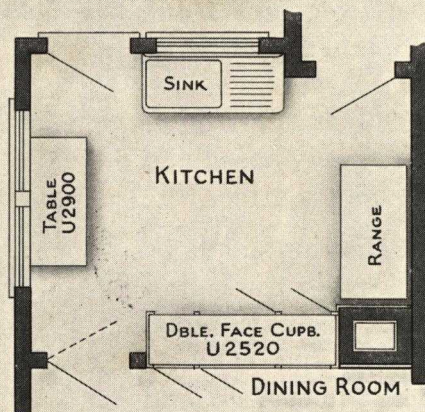 SINK
KITCHEN
TABLE
U2900
RANGE
DBLE. FACE CUPB.
U2520
DINING ROOM